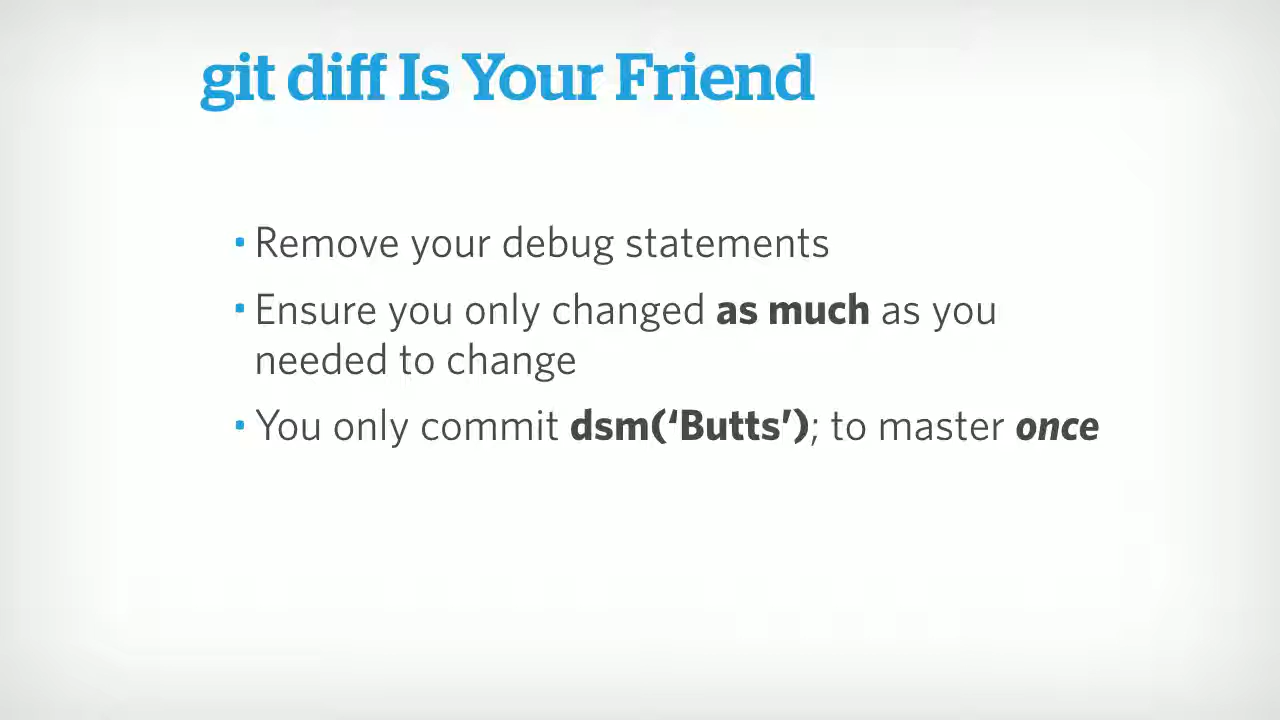 git diff Is Your Friend
Remove your debug statements
Ensure you only changed as much as you
needed to change
You only commit dsm(‘Butts’); to master once